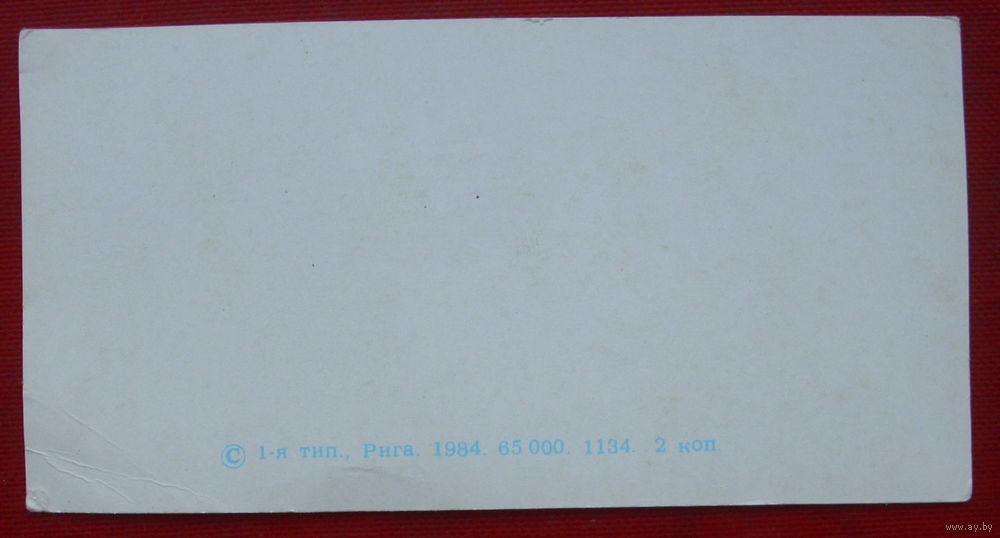 © 1-я тип., Рига. 1984. 65 000. 1134. 2 коп.
www.ay.by